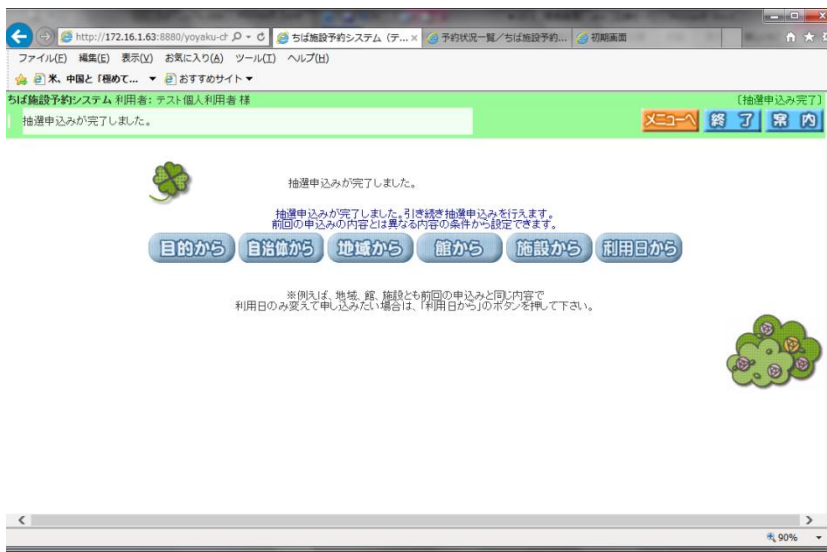 http://172.16.1.63:8880/yoyaku-ch
ちば施設予約システム (テ... ×
予約状況一覧／ちば施設予約...
初期画面
ファイル(F) 編集(E) 表示(V) お気に入り(A) ツール(T) ヘルプ(H)
米、中国と「極めて...
おすすめサイト
ちば施設予約システム 利用者: テスト個人利用者 様
〔抽選申込み完了〕
抽選申込みが完了しました。
メニューへ 終了 案内
抽選申込みが完了しました。
抽選申込みが完了しました。引き続き抽選申込みを行えます。
前回の申込みの内容とは異なる内容の条件から設定できます。
目的から 自治体から 地域から 館から 施設から 利用日から
※例えば、地域、館、施設とも前回の申込みと同じ内容で
利用日のみ変えて申し込みたい場合は、「利用日から」のボタンを押して下さい。
90%